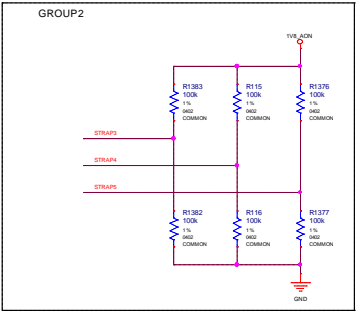 GROUP2
1V8_AON
R1383
100k
1%
0402
COMMON
R115
100k
1%
0402
COMMON
R1376
100k
1%
0402
COMMON
STRAP3
STRAP4
STRAP5
R1382
100k
1%
0402
COMMON
R116
100k
1%
0402
COMMON
R1377
100k
1%
0402
COMMON
GND